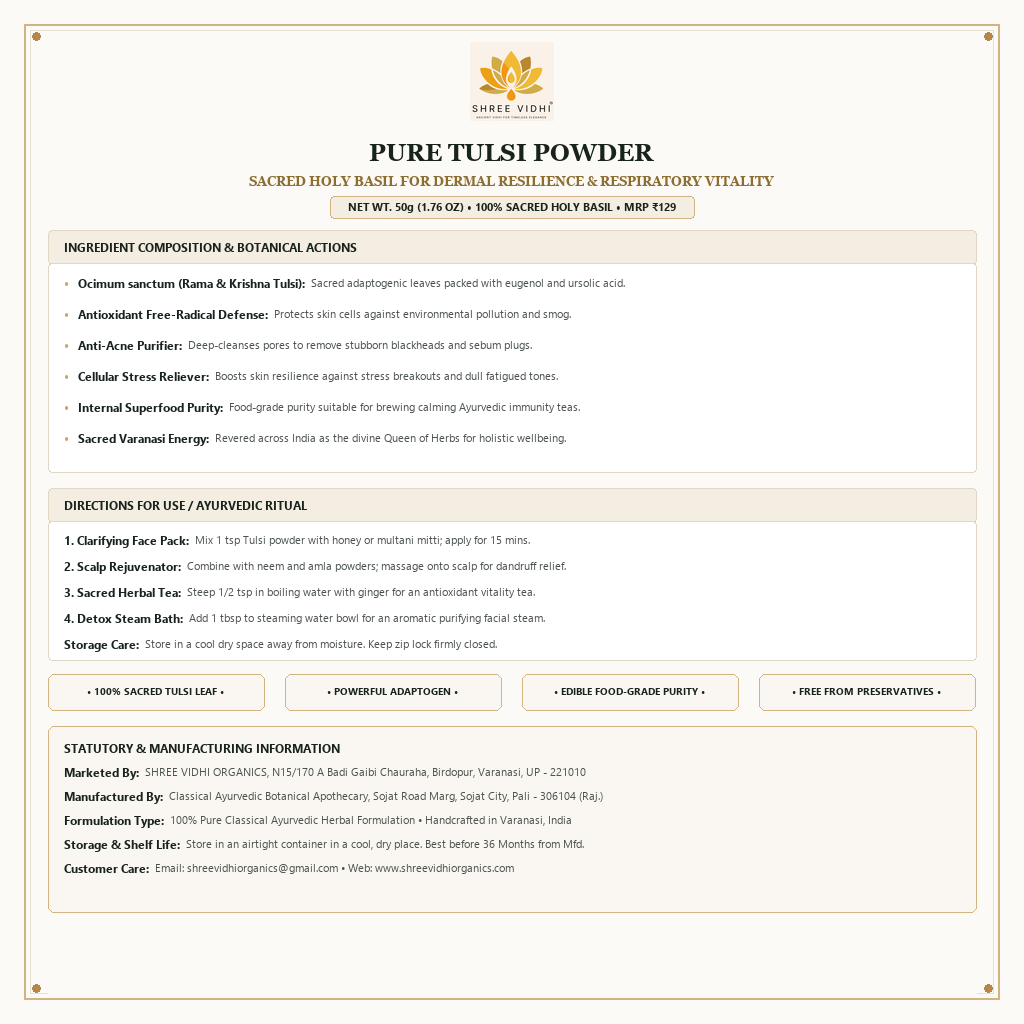 SHREE VIDHI
ANCIENT VIDHI FOR TIMELESS ELEGANCE
PURE TULSI POWDER
SACRED HOLY BASIL FOR DERMAL RESILIENCE & RESPIRATORY VITALITY
NET WT. 50g (1.76 OZ) • 100% SACRED HOLY BASIL • MRP ₹129
INGREDIENT COMPOSITION & BOTANICAL ACTIONS
• Ocimum sanctum (Rama & Krishna Tulsi): Sacred adaptogenic leaves packed with eugenol and ursolic acid.
• Antioxidant Free-Radical Defense: Protects skin cells against environmental pollution and smog.
• Anti-Acne Purifier: Deep-cleanses pores to remove stubborn blackheads and sebum plugs.
• Cellular Stress Reliever: Boosts skin resilience against stress breakouts and dull fatigued tones.
• Internal Superfood Purity: Food-grade purity suitable for brewing calming Ayurvedic immunity teas.
• Sacred Varanasi Energy: Revered across India as the divine Queen of Herbs for holistic wellbeing.
DIRECTIONS FOR USE / AYURVEDIC RITUAL
1. Clarifying Face Pack: Mix 1 tsp Tulsi powder with honey or multani mitti; apply for 15 mins.
2. Scalp Rejuvenator: Combine with neem and amla powders; massage onto scalp for dandruff relief.
3. Sacred Herbal Tea: Steep 1/2 tsp in boiling water with ginger for an antioxidant vitality tea.
4. Detox Steam Bath: Add 1 tbsp to steaming water bowl for an aromatic purifying facial steam.
Storage Care: Store in a cool dry space away from moisture. Keep zip lock firmly closed.
• 100% SACRED TULSI LEAF •
• POWERFUL ADAPTOGEN •
• EDIBLE FOOD-GRADE PURITY •
• FREE FROM PRESERVATIVES •
STATUTORY & MANUFACTURING INFORMATION
Marketed By: SHREE VIDHI ORGANICS, N15/170 A Badi Gaibi Chauraha, Birdopur, Varanasi, UP - 221010
Manufactured By: Classical Ayurvedic Botanical Apothecary, Sojat Road Marg, Sojat City, Pali - 306104 (Raj.)
Formulation Type: 100% Pure Classical Ayurvedic Herbal Formulation • Handcrafted in Varanasi, India
Storage & Shelf Life: Store in an airtight container in a cool, dry place. Best before 36 Months from Mfd.
Customer Care: Email: shreevidhiorganics@gmail.com • Web: www.shreevidhiorganics.com